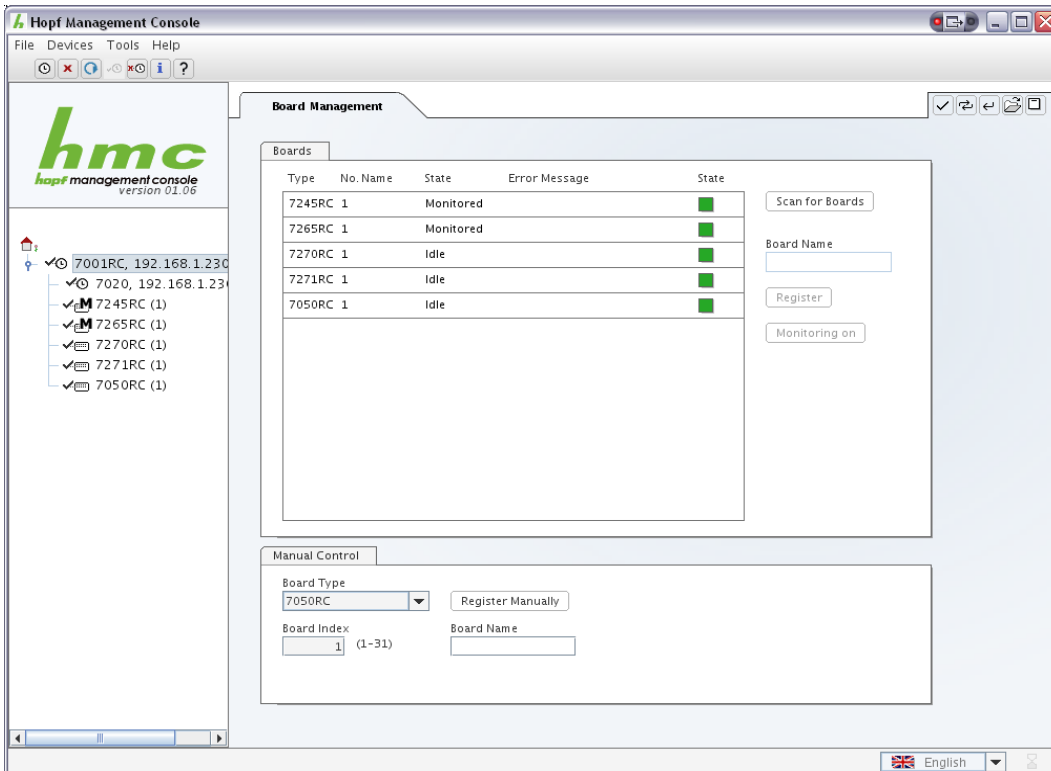 Hopf Management Console
File Devices Tools Help
hmc
hopf management console
version 01.06
7001RC, 192.168.1.230
7020, 192.168.1.23
M 7245RC (1)
M 7265RC (1)
7270RC (1)
7271RC (1)
7050RC (1)
Board Management
Boards
Type No. Name State Error Message State
7245RC 1 Monitored
7265RC 1 Monitored
7270RC 1 Idle
7271RC 1 Idle
7050RC 1 Idle
Scan for Boards
Board Name
Register
Monitoring on
Manual Control
Board Type
7050RC
Register Manually
Board Index
Board Name
1 (1-31)
English